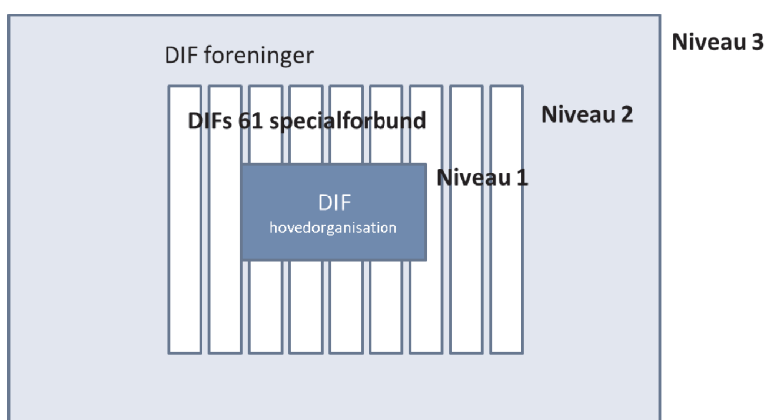 Niveau 3
DIF foreninger
Niveau 2
DIFs 61 specialforbund
Niveau 1
DIF
hovedorganisation